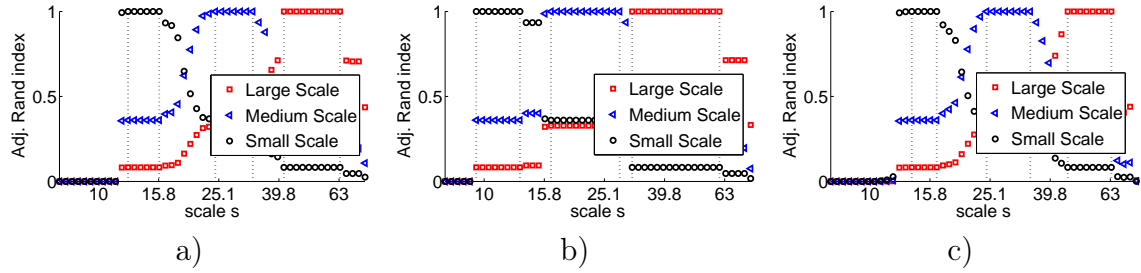 Adj. Rand index
1
0.5
0
Large Scale
Medium Scale
Small Scale
10 15.8 25.1 39.8 63
scale s
a)
Adj. Rand index
1
0.5
0
Large Scale
Medium Scale
Small Scale
10 15.8 25.1 39.8 63
scale s
b)
Adj. Rand index
1
0.5
0
Large Scale
Medium Scale
Small Scale
10 15.8 25.1 39.8 63
scale s
c)